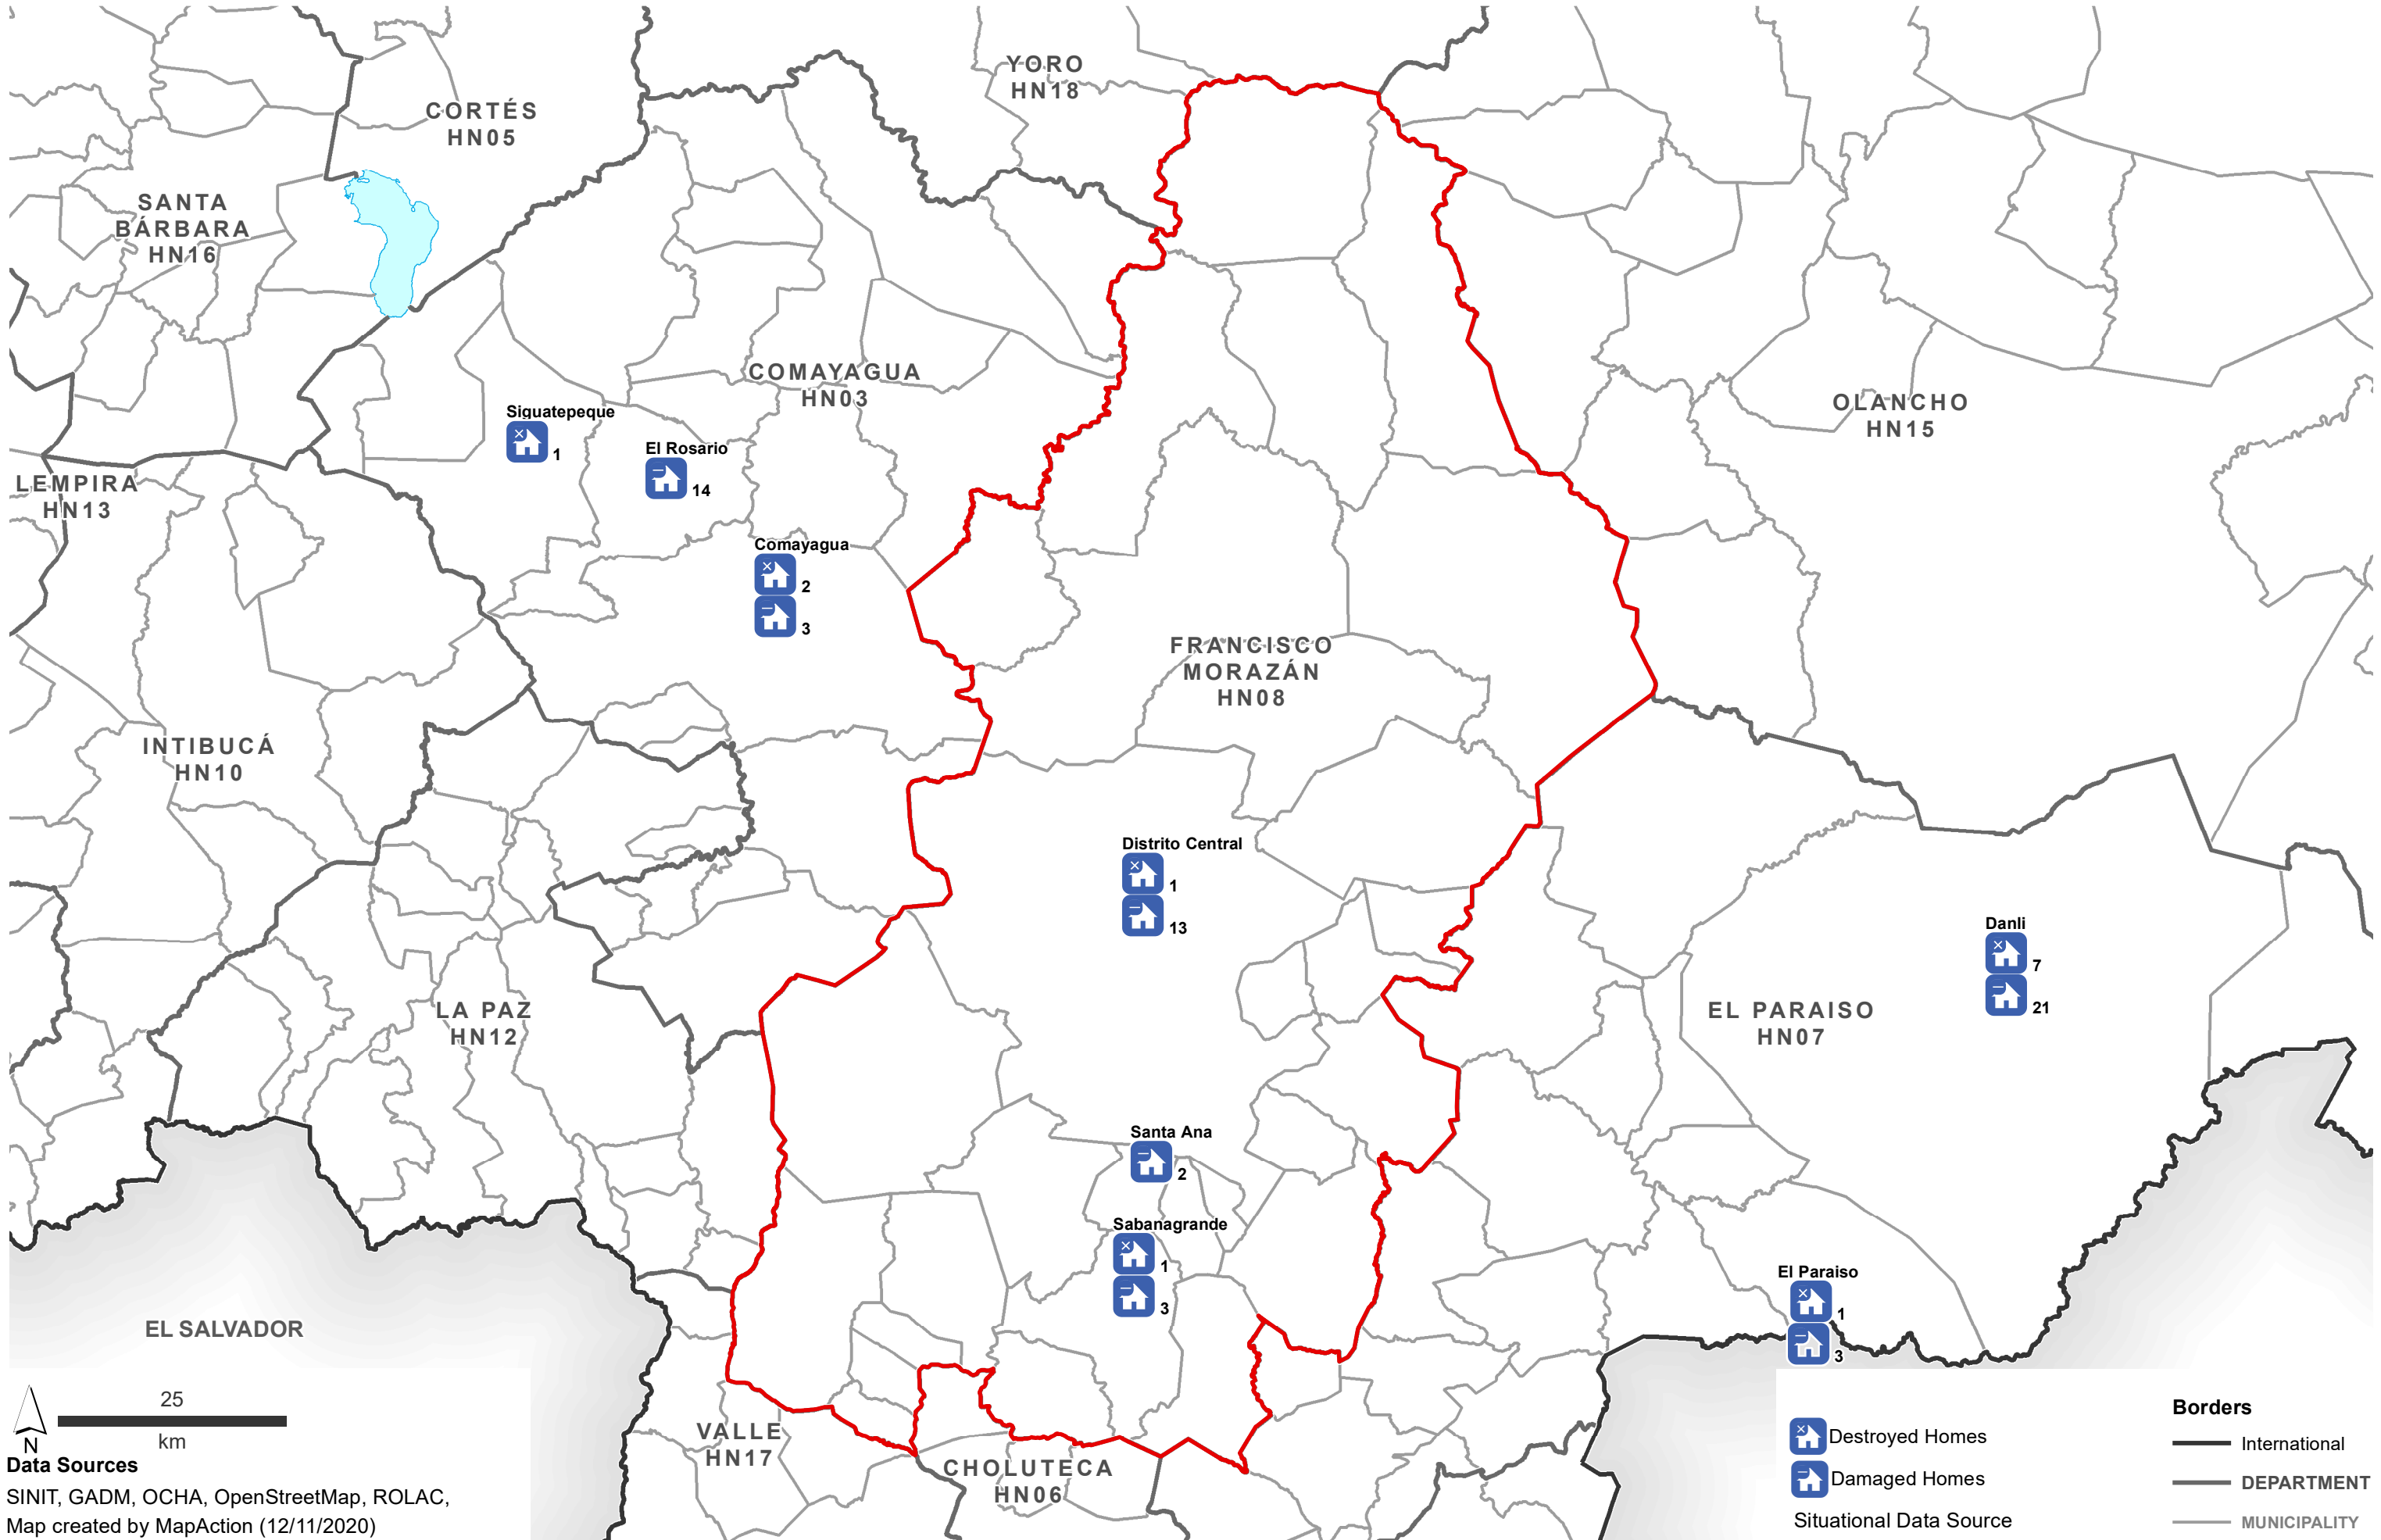 YORO
HN18
CORTÉS
HN05
SANTA
BÁRBARA
HN16
COMAYAGUA
HN03
OLANCHO
HN15
Siguatepeque
1
El Rosario
14
LEMPIRA
HN13
Comayagua
2
3
FRANCISCO
MORAZÁN
HN08
INTIBUCÁ
HN10
Distrito Central
1
13
Danli
7
21
LA PAZ
HN12
EL PARAISO
HN07
Santa Ana
2
Sabanagrande
1
3
El Paraiso
1
3
EL SALVADOR
25
km
N
VALLE
HN17
CHOLUTECA
HN06
Data Sources
SINIT, GADM, OCHA, OpenStreetMap, ROLAC,
Map created by MapAction (12/11/2020)
Destroyed Homes
Damaged Homes
Situational Data Source
Borders
International
DEPARTMENT
MUNICIPALITY